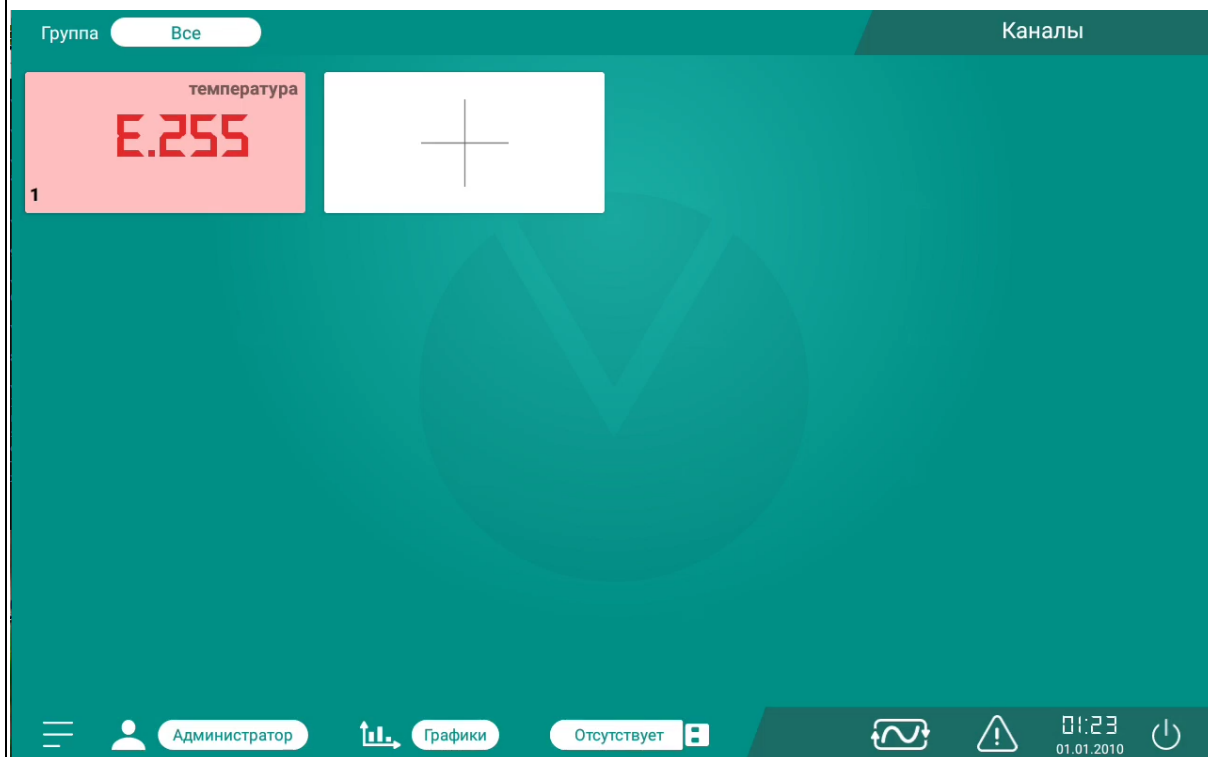 Группа Все Каналы
температура
E.255
1
Администратор Графики Отсутствует 01:23
01.01.2010